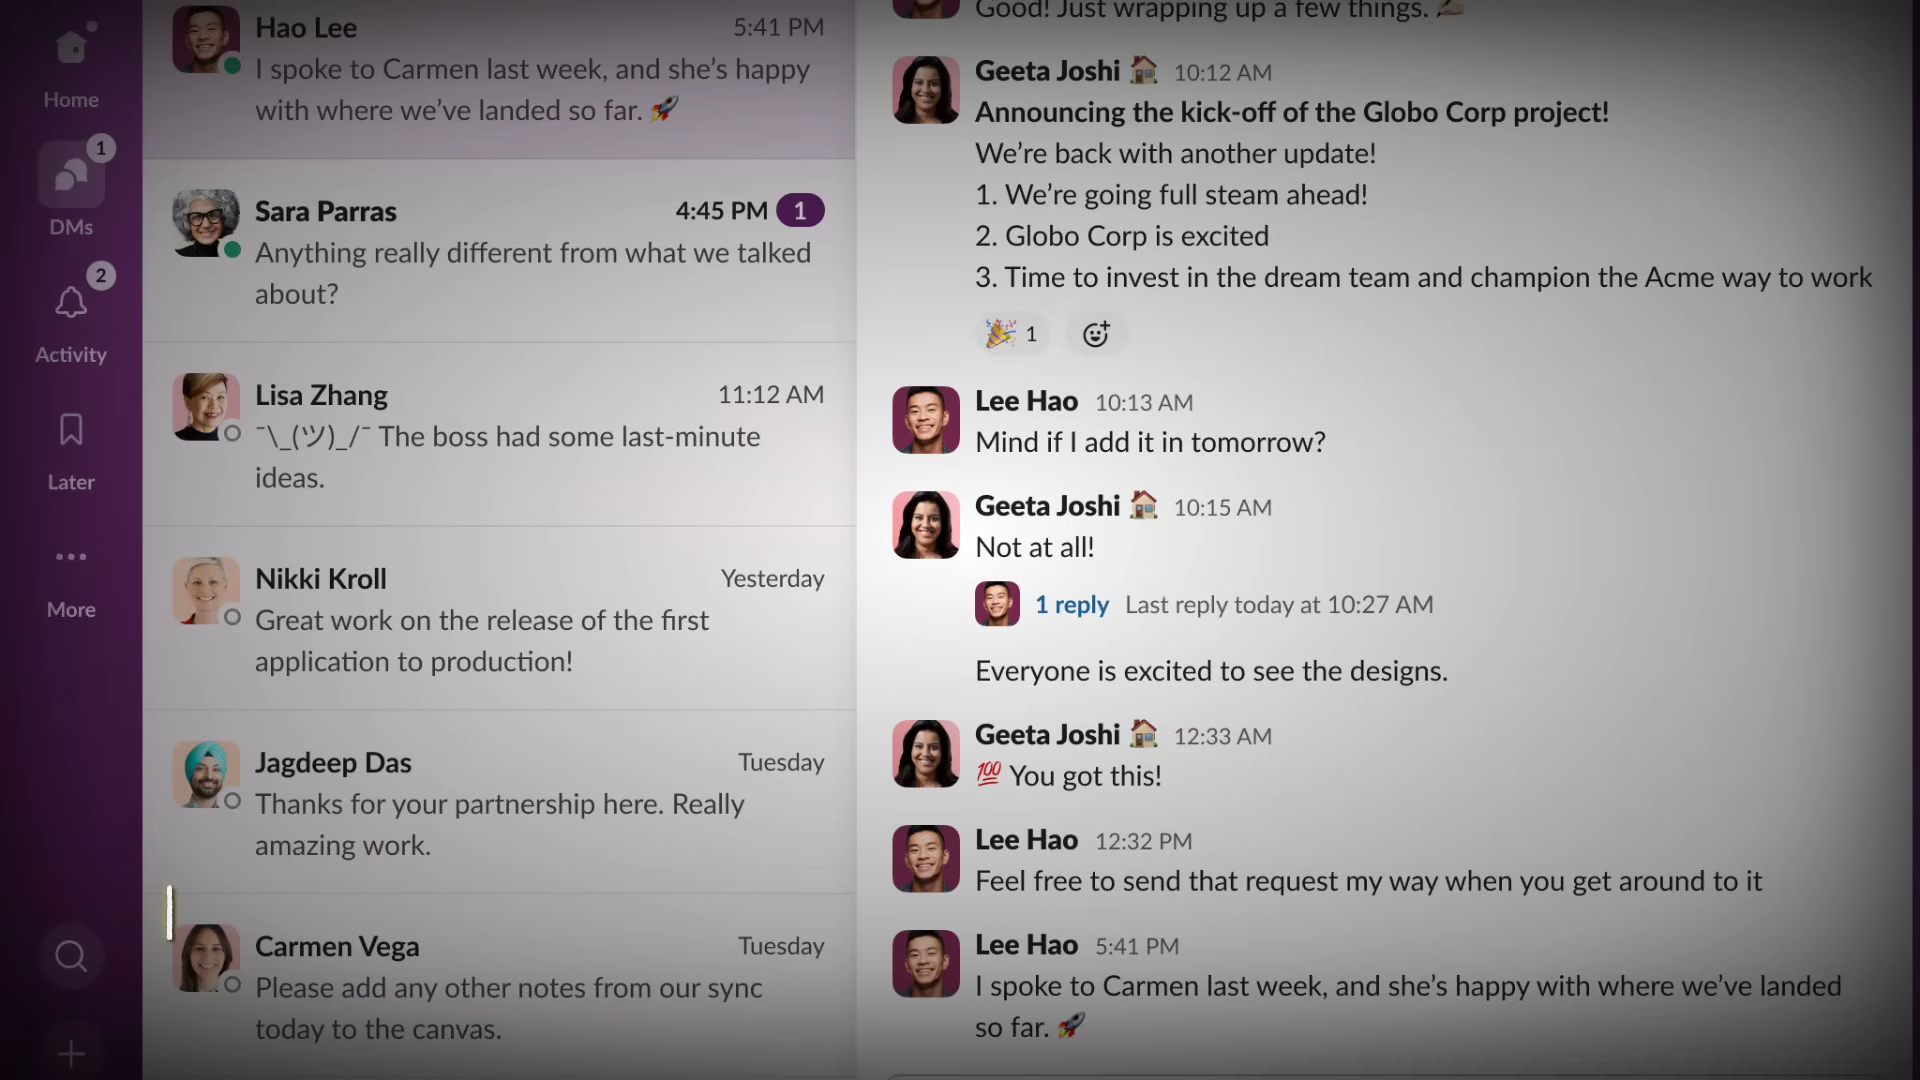 Home
1
DMs
2
Activity
Later
More
Hao Lee 5:41 PM
I spoke to Carmen last week, and she’s happy
with where we’ve landed so far. 🚀
Sara Parras 4:45 PM 1
Anything really different from what we talked
about?
Lisa Zhang 11:12 AM
¯\_(ツ)_/¯ The boss had some last-minute
ideas.
Nikki Kroll Yesterday
Great work on the release of the first
application to production!
Jagdeep Das Tuesday
Thanks for your partnership here. Really
amazing work.
Carmen Vega Tuesday
Please add any other notes from our sync
today to the canvas.
Good! Just wrapping up a few things. ✍🏼
Geeta Joshi 🏠 10:12 AM
Announcing the kick-off of the Globo Corp project!
We’re back with another update!
1. We’re going full steam ahead!
2. Globo Corp is excited
3. Time to invest in the dream team and champion the Acme way to work
🎉 1
Lee Hao 10:13 AM
Mind if I add it in tomorrow?
Geeta Joshi 🏠 10:15 AM
Not at all!
1 reply Last reply today at 10:27 AM
Everyone is excited to see the designs.
Geeta Joshi 🏠 12:33 AM
💯 You got this!
Lee Hao 12:32 PM
Feel free to send that request my way when you get around to it
Lee Hao 5:41 PM
I spoke to Carmen last week, and she’s happy with where we’ve landed
so far. 🚀